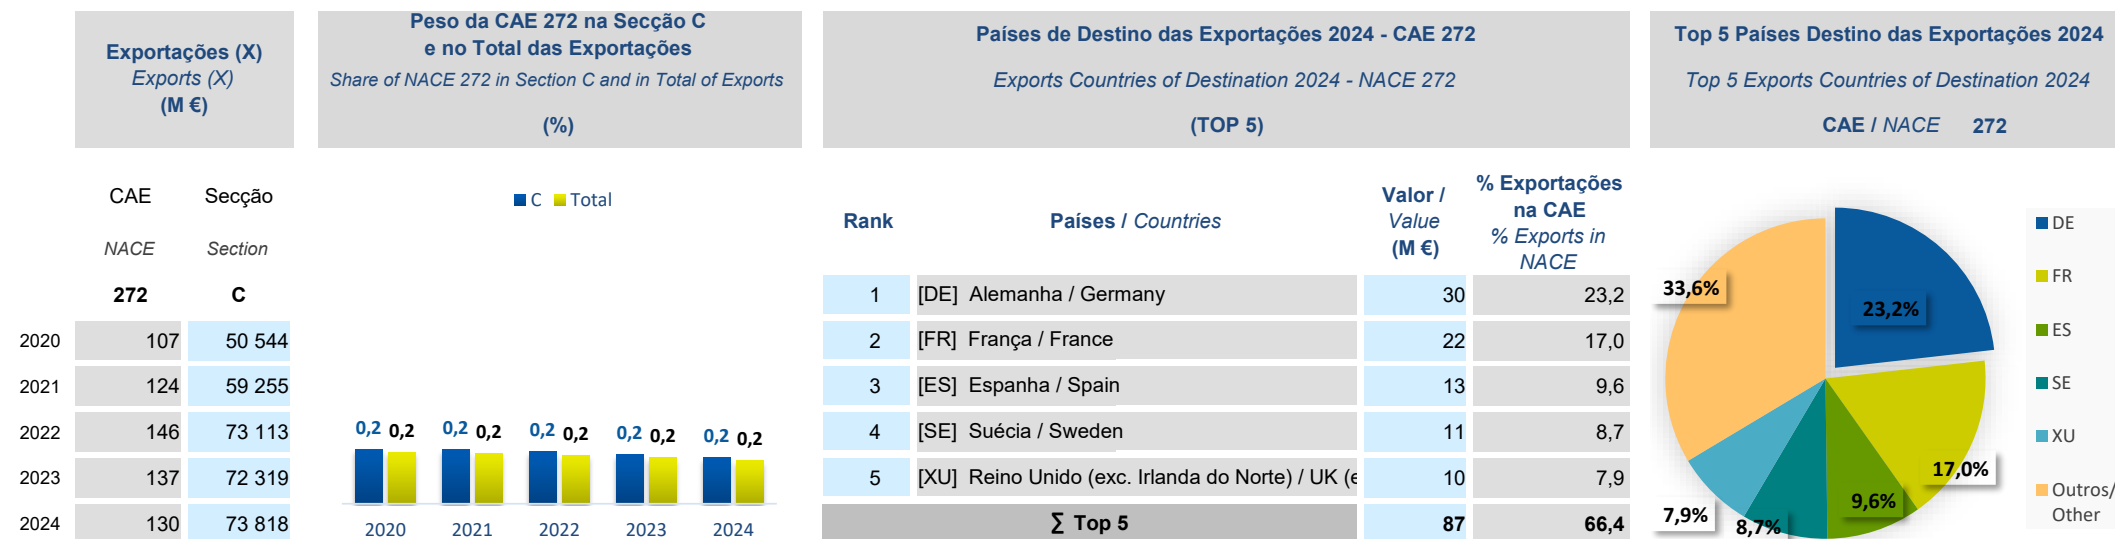 Exportações (X)
Exports (X)
(M €)
Peso da CAE 272 na Secção C
e no Total das Exportações
Share of NACE 272 in Section C and in Total of Exports
(%)
Países de Destino das Exportações 2024 - CAE 272
Exports Countries of Destination 2024 - NACE 272
(TOP 5)
Top 5 Países Destino das Exportações 2024
Top 5 Exports Countries of Destination 2024
CAE / NACE 272
CAE Secção
NACE Section
272 C
2020 107 50 544
2021 124 59 255
2022 146 73 113
2023 137 72 319
2024 130 73 818
C Total
0,2 0,2 0,2 0,2 0,2 0,2 0,2 0,2 0,2 0,2
2020 2021 2022 2023 2024
Rank
Países / Countries
Valor /
Value
(M €)
% Exportações
na CAE
% Exports in
NACE
1 [DE] Alemanha / Germany 30 23,2
2 [FR] França / France 22 17,0
3 [ES] Espanha / Spain 13 9,6
4 [SE] Suécia / Sweden 11 8,7
5 [XU] Reino Unido (exc. Irlanda do Norte) / UK (e 10 7,9
∑ Top 5 87 66,4
33,6%
23,2%
17,0%
9,6%
8,7%
7,9%
DE
FR
ES
SE
XU
Outros/
Other